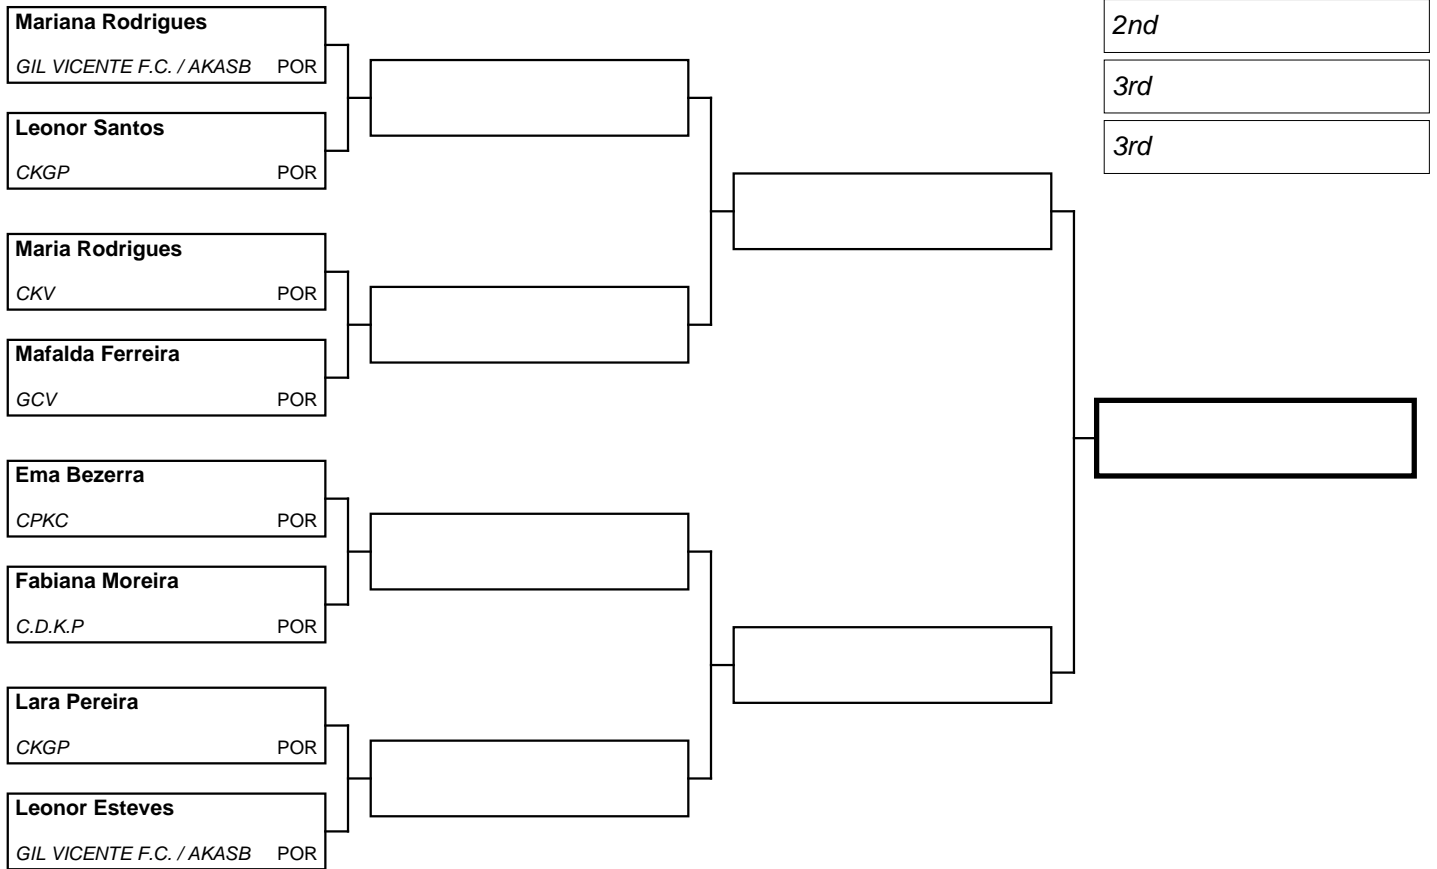 Mariana Rodrigues
GIL VICENTE F.C. / AKASB POR
Leonor Santos
CKGP POR
Maria Rodrigues
CKV POR
Mafalda Ferreira
GCV POR
Ema Bezerra
CPKC POR
Fabiana Moreira
C.D.K.P POR
Lara Pereira
CKGP POR
Leonor Esteves
GIL VICENTE F.C. / AKASB POR
2nd
3rd
3rd